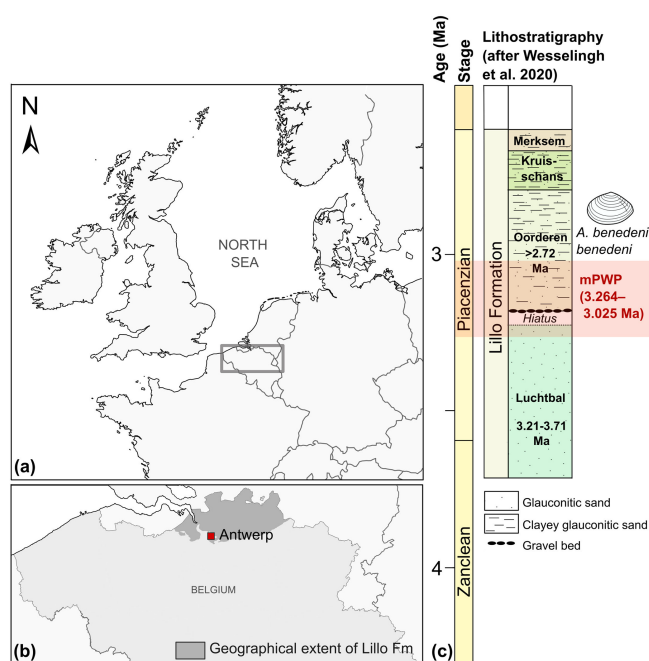 N
NORTH
SEA
(a)
Antwerp
BELGIUM
Geographical extent of Lillo Fm
(b)
Age (Ma)
Stage
Lithostratigraphy
(after Wesselingh
et al. 2020)
3
4
Piacenzian
Zanclean
Lillo Formation
Merksem
Kruis-
schans
Oorderen
>2.72
Ma
Hiatus
Luchtbal
3.21-3.71
Ma
A. benedeni
benedeni
mPWP
(3.264–
3.025 Ma)
Glauconitic sand
Clayey glauconitic sand
Gravel bed
(c)